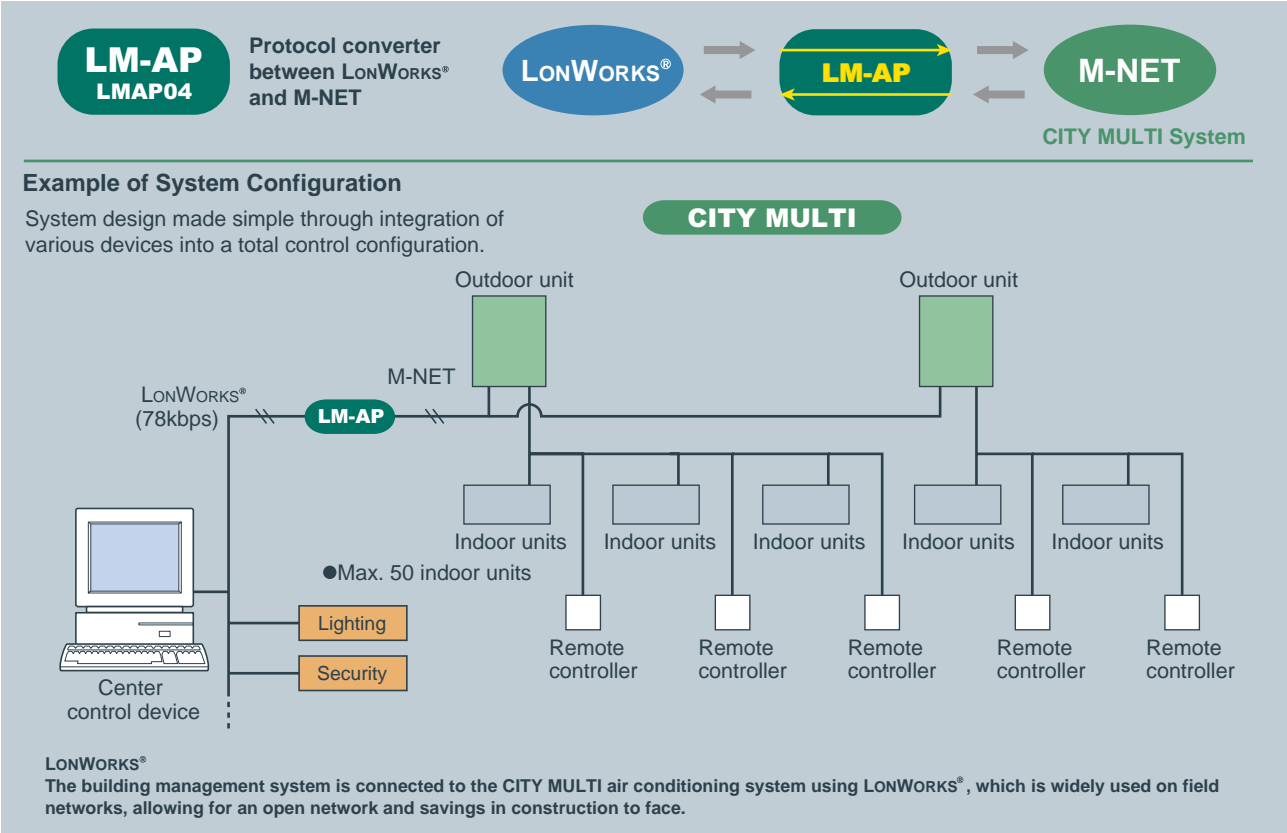 LM-AP
LMAP04
Protocol converter
between LONWORKS®
and M-NET
LONWORKS®
LM-AP
M-NET
CITY MULTI System
Example of System Configuration
System design made simple through integration of
various devices into a total control configuration.
CITY MULTI
Outdoor unit
Outdoor unit
M-NET
LONWORKS®
(78kbps)
LM-AP
Indoor units
Indoor units
Indoor units
Indoor units
Indoor units
●Max. 50 indoor units
Lighting
Security
Center
control device
Remote
controller
Remote
controller
Remote
controller
Remote
controller
Remote
controller
LONWORKS®
The building management system is connected to the CITY MULTI air conditioning system using LONWORKS®, which is widely used on field
networks, allowing for an open network and savings in construction to face.